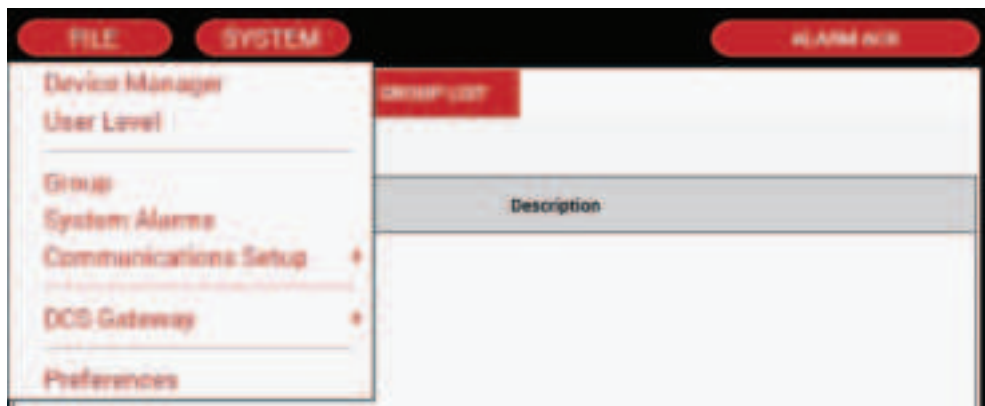 FILE SYSTEM ALARM ACK
Device Manager
GROUP LIST
User Level
Group
Description
System Alarms
Communications Setup
DCS Gateway
Preferences